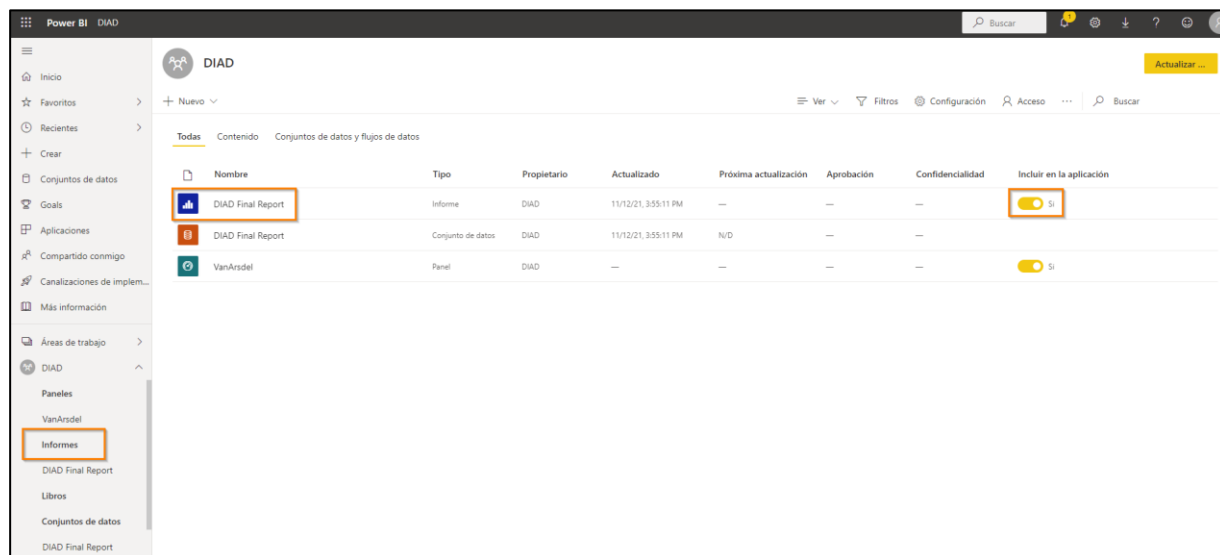 Power BI DIAD
Buscar
1
?
DIAD
Actualizar ...
Inicio
Favoritos
Recientes
Crear
Conjuntos de datos
Goals
Aplicaciones
Compartido conmigo
Canalizaciones de implem...
Más información
Áreas de trabajo
DIAD
Paneles
VanArsdel
Informes
DIAD Final Report
Libros
Conjuntos de datos
DIAD Final Report
+ Nuevo
Ver
Filtros
Configuración
Acceso
...
Buscar
Todas Contenido Conjuntos de datos y flujos de datos
Nombre Tipo Propietario Actualizado Próxima actualización Aprobación Confidencialidad Incluir en la aplicación
DIAD Final Report Informe DIAD 11/12/21, 3:55:11 PM — — — Sí
DIAD Final Report Conjunto de datos DIAD 11/12/21, 3:55:11 PM N/D — —
VanArsdel Panel DIAD — — — — Sí